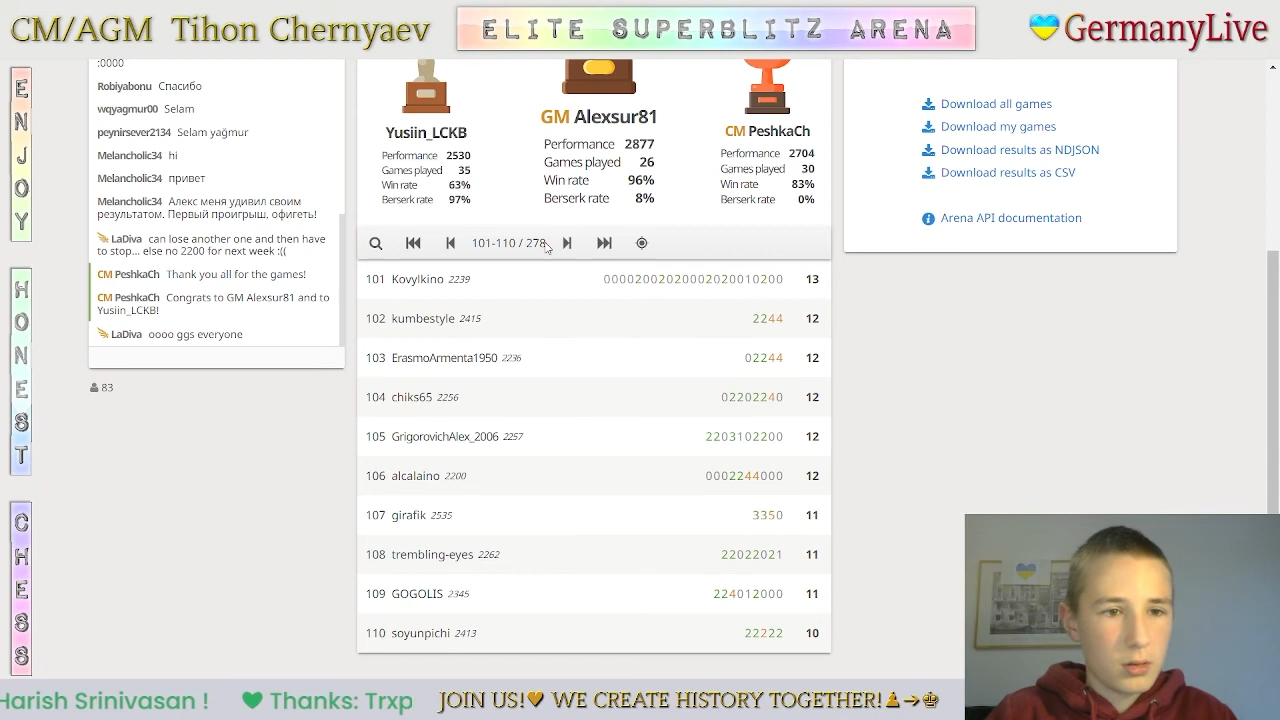 CM/AGM Tihon Chernyaev
ELITE SUPERBLITZ ARENA
GermanyLive
ENJOY
HONEST
CHESS
:0000
Robiyabonu Спасибо
wqyagmur00 Selam
peynirsever2134 Selam yağmur
Melancholic34 hi
Melancholic34 привет
Melancholic34 Алекс меня удивил своим
результатом. Первый проигрыш, офигеть!
LaDiva can lose another one and then have
to stop... else no 2200 for next week :((
CM PeshkaCh Thank you all for the games!
CM PeshkaCh Congrats to GM Alexsur81 and to
Yusiin_LCKB!
LaDiva oooo ggs everyone
83
Yusiin_LCKB
Performance 2530
Games played 35
Win rate 63%
Berserk rate 97%
GM Alexsur81
Performance 2877
Games played 26
Win rate 96%
Berserk rate 8%
CM PeshkaCh
Performance 2704
Games played 30
Win rate 83%
Berserk rate 0%
101-110 / 278
101 Kovylkino 2239 0000200202000202020010200 13
102 kumbestyle 2415 2244 12
103 ErasmoArmenta1950 2236 02244 12
104 chiks65 2256 02202240 12
105 GrigorovichAlex_2006 2257 2203102200 12
106 alcalaino 2200 0002244000 12
107 girafik 2535 3350 11
108 trembling-eyes 2262 22022021 11
109 GOGOLIS 2345 224012000 11
110 soyunpichi 2413 22222 10
Download all games
Download my games
Download results as NDJSON
Download results as CSV
Arena API documentation
Harish Srinivasan ! Thanks: Trxp
JOIN US! WE CREATE HISTORY TOGETHER!